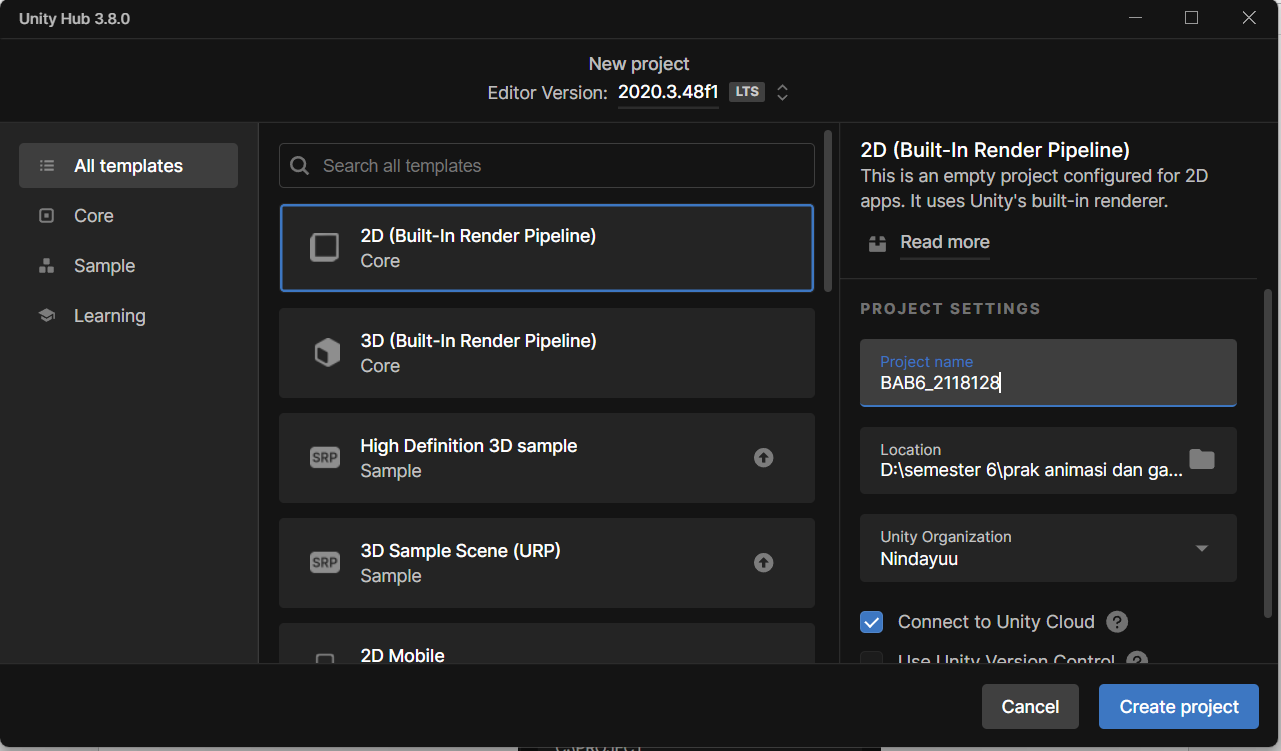 Unity Hub 3.8.0
New project
Editor Version: 2020.3.48f1 LTS
All templates
Core
Sample
Learning
Search all templates
2D (Built-In Render Pipeline)
Core
3D (Built-In Render Pipeline)
Core
SRP
High Definition 3D sample
Sample
SRP
3D Sample Scene (URP)
Sample
2D Mobile
2D (Built-In Render Pipeline)
This is an empty project configured for 2D
apps. It uses Unity's built-in renderer.
Read more
PROJECT SETTINGS
Project name
BAB6_2118128
Location
D:\semester 6\prak animasi dan ga...
Unity Organization
Nindayuu
Connect to Unity Cloud ?
Use Unity Version Control ?
Cancel
Create project